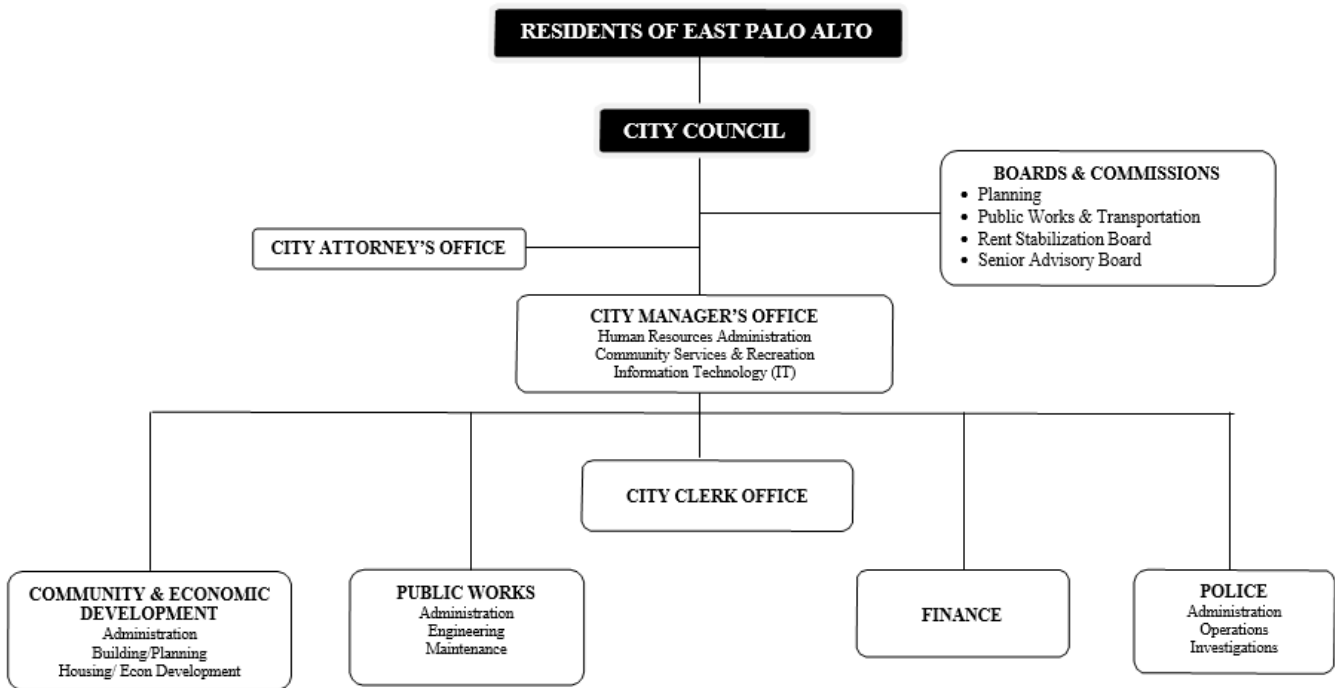 RESIDENTS OF EAST PALO ALTO
CITY COUNCIL
BOARDS & COMMISSIONS
• Planning
• Public Works & Transportation
• Rent Stabilization Board
• Senior Advisory Board
CITY ATTORNEY'S OFFICE
CITY MANAGER'S OFFICE
Human Resources Administration
Community Services & Recreation
Information Technology (IT)
CITY CLERK OFFICE
COMMUNITY & ECONOMIC
DEVELOPMENT
Administration
Building/Planning
Housing/ Econ Development
PUBLIC WORKS
Administration
Engineering
Maintenance
FINANCE
POLICE
Administration
Operations
Investigations